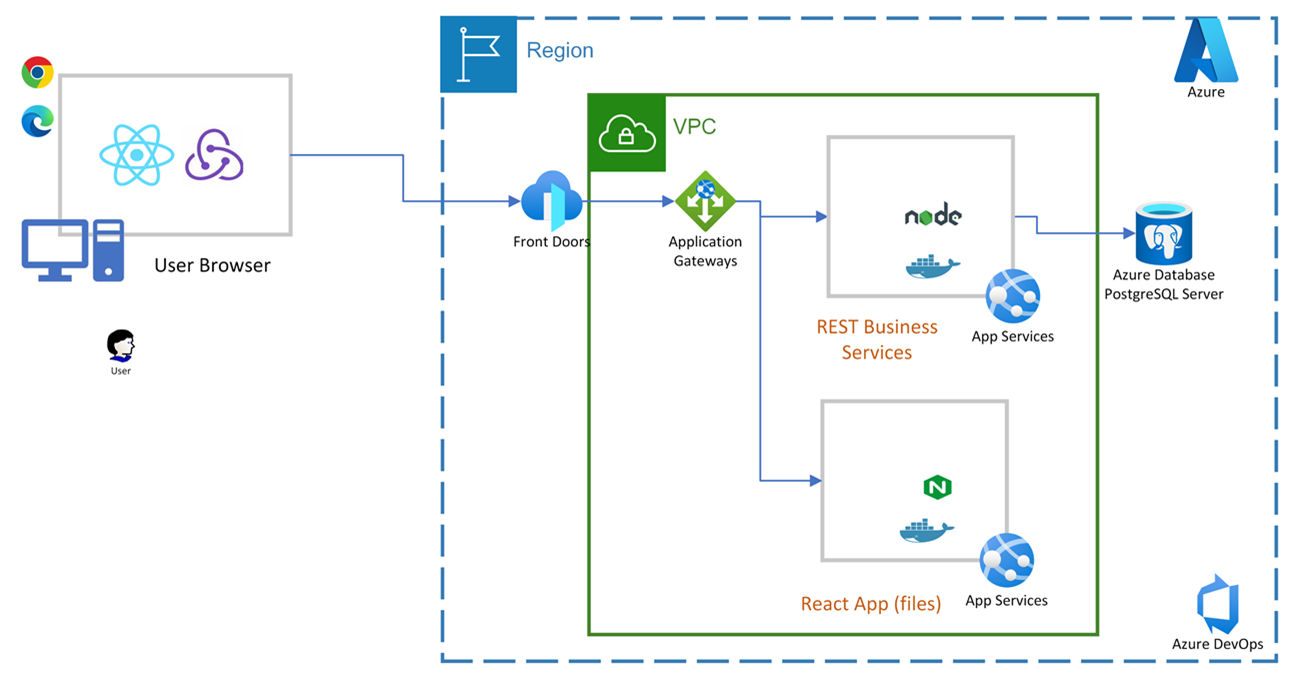 Region
Azure
VPC
node
Front Doors
Application
Gateways
User Browser
Azure Database
PostgreSQL Server
REST Business
Services
App Services
User
N
React App (files)
App Services
Azure DevOps